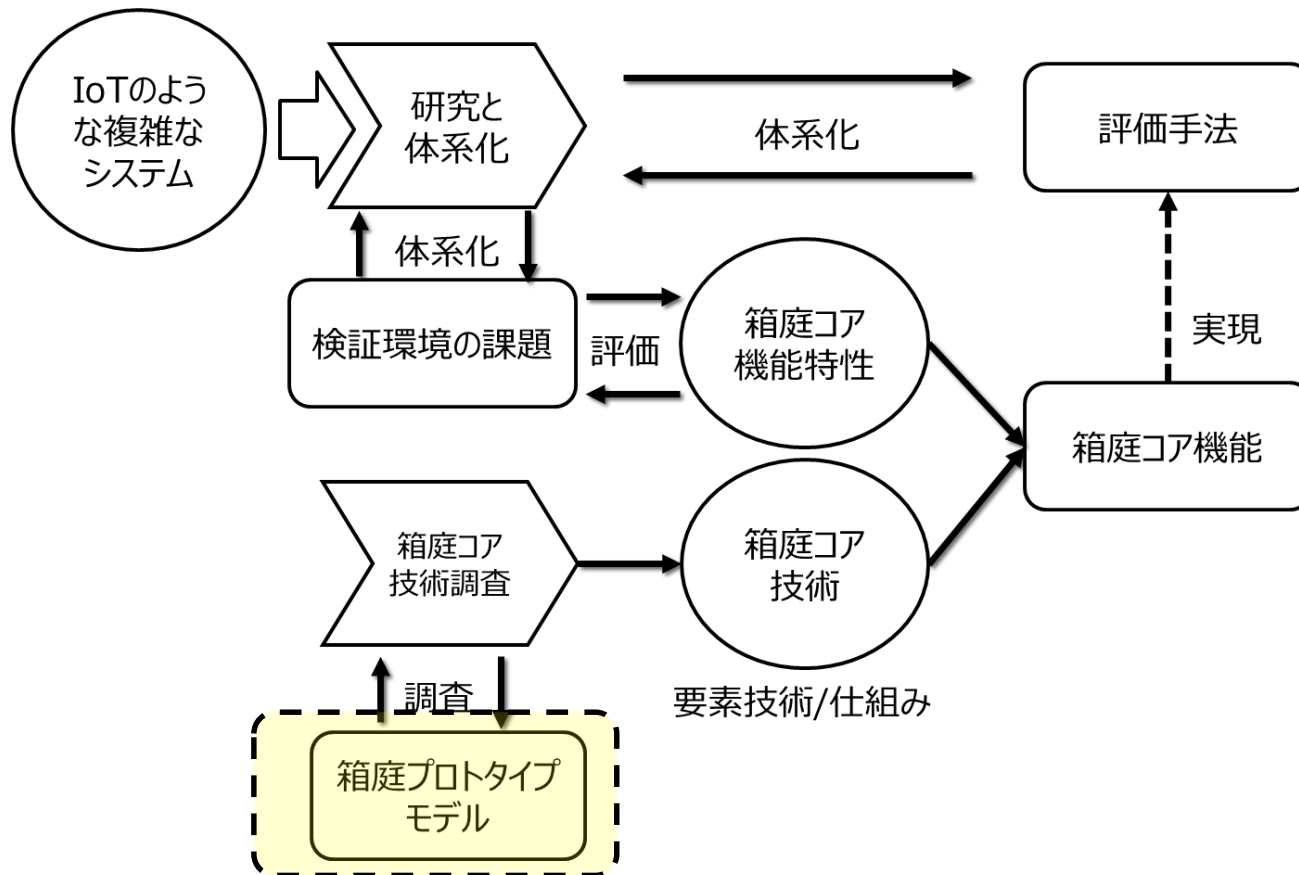 IoTのよう
な複雑な
システム
研究と
体系化
体系化
評価手法
体系化
検証環境の課題
評価
箱庭コア
機能特性
実現
箱庭コア機能
箱庭コア
技術調査
箱庭コア
技術
調査
要素技術/仕組み
箱庭プロトタイプ
モデル